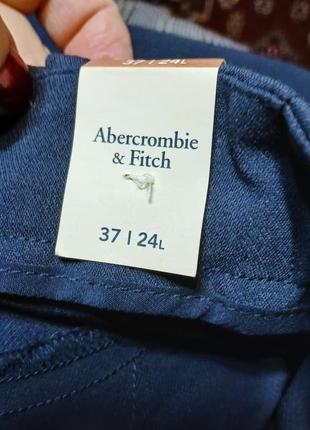 37 | 24L
Abercrombie
& Fitch
37 | 24L